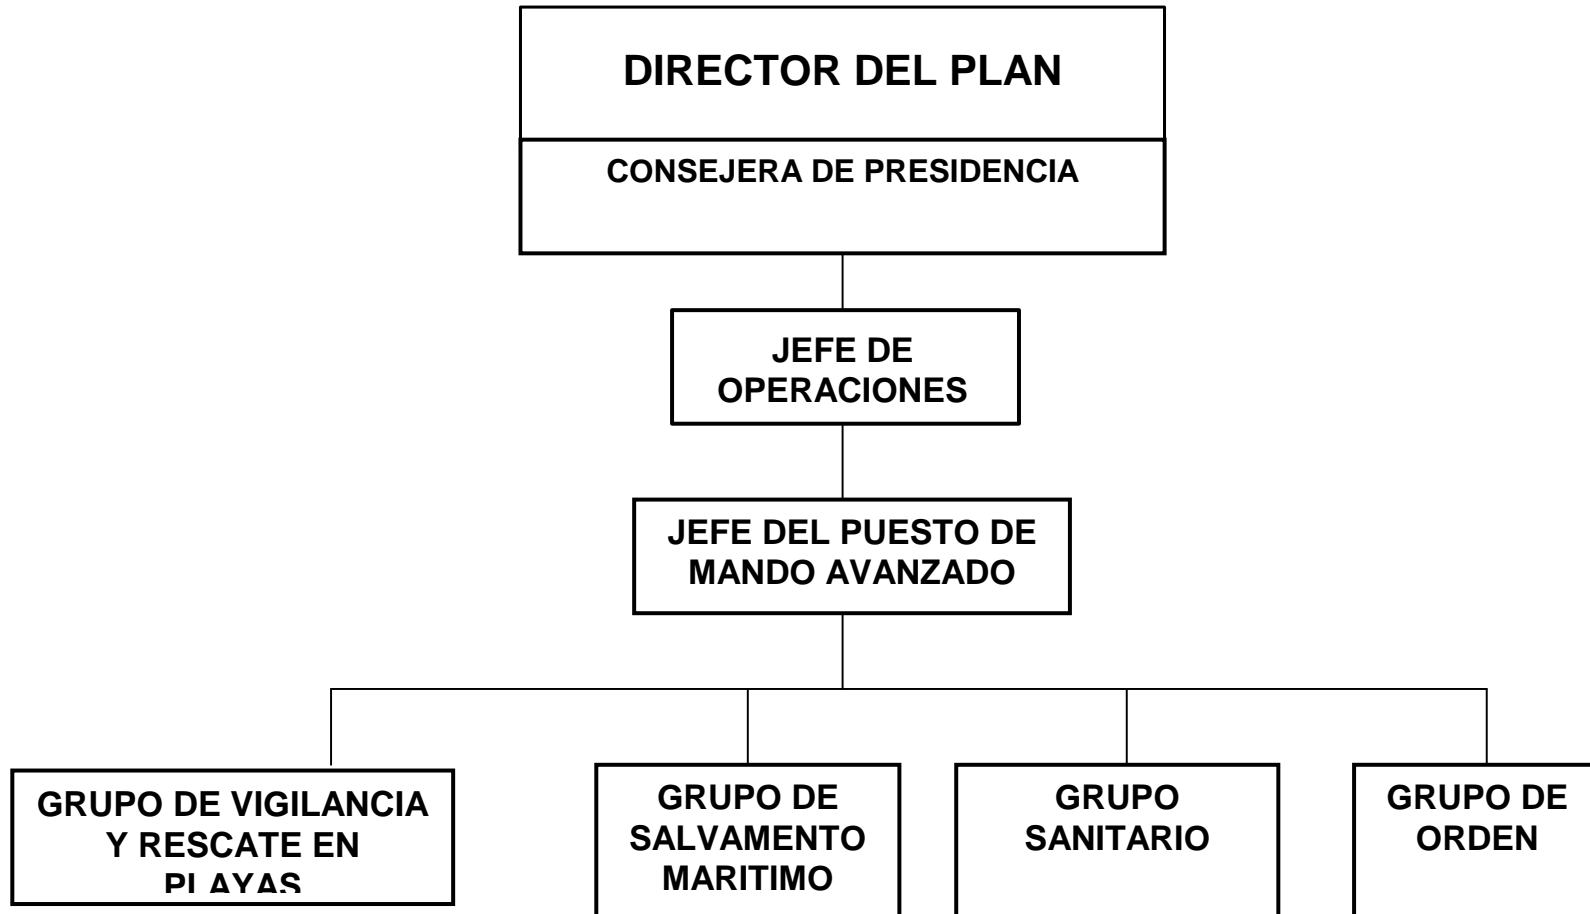 DIRECTOR DEL PLAN
CONSEJERA DE PRESIDENCIA
JEFE DE
OPERACIONES
JEFE DEL PUESTO DE
MANDO AVANZADO
GRUPO DE VIGILANCIA
Y RESCATE EN
PLAYAS
GRUPO DE
SALVAMENTO
MARITIMO
GRUPO
SANITARIO
GRUPO DE
ORDEN